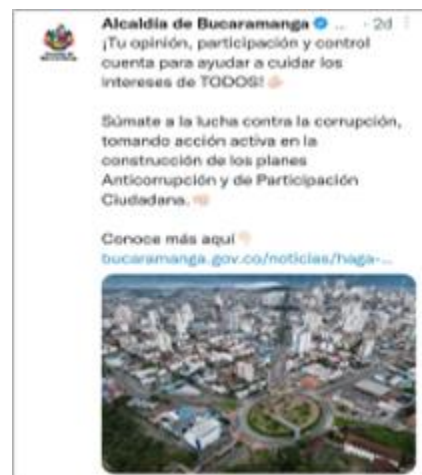 Alcaldía de Bucaramanga ... · 2d
¡Tu opinión, participación y control
cuenta para ayudar a cuidar los
intereses de TODOS!
Súmate a la lucha contra la corrupción,
tomando acción activa en la
construcción de los planes
Anticorrupción y de Participación
Ciudadana.
Conoce más aquí
bucaramanga.gov.co/noticias/haga-...